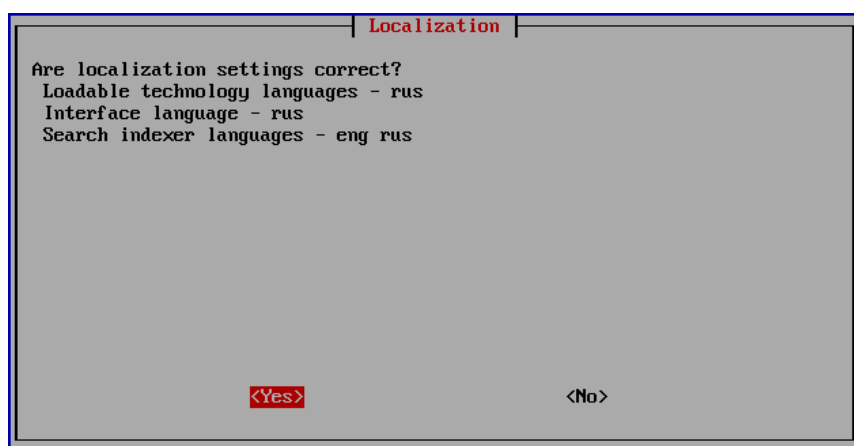 Localization
Are localization settings correct?
Loadable technology languages - rus
Interface language - rus
Search indexer languages - eng rus
<Yes> <No>